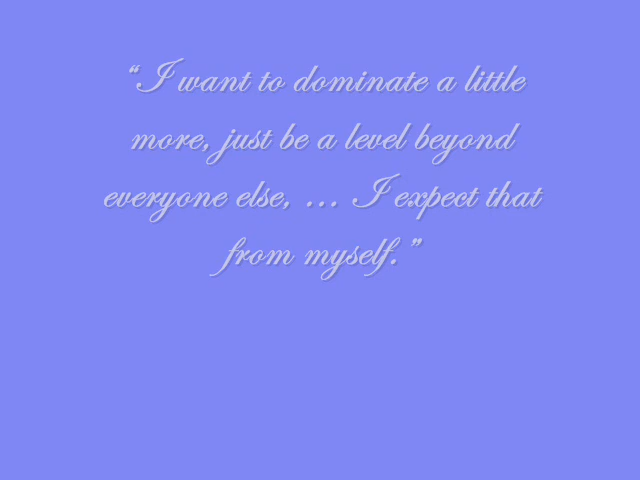 “I want to dominate a little
more, just be a level beyond
everyone else, … I expect that
from myself.”